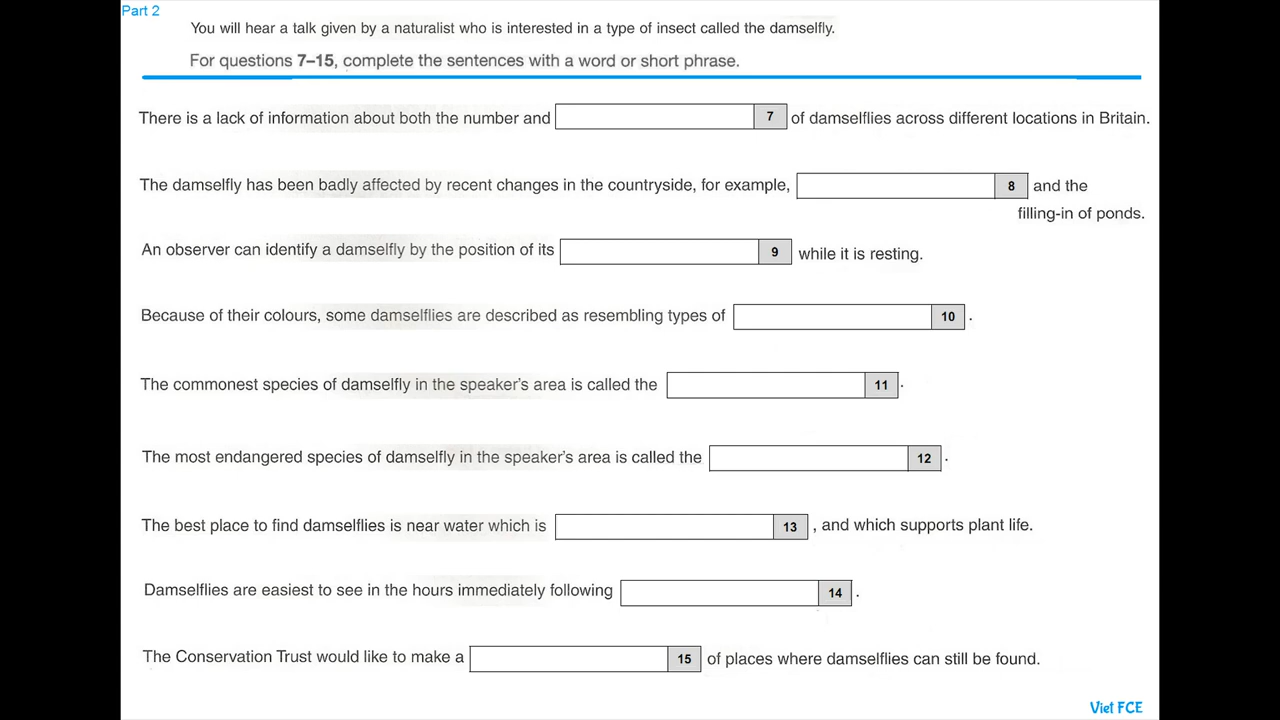 Part 2
You will hear a talk given by a naturalist who is interested in a type of insect called the damselfly.
For questions 7–15, complete the sentences with a word or short phrase.
There is a lack of information about both the number and 7 of damselflies across different locations in Britain.
The damselfly has been badly affected by recent changes in the countryside, for example, 8 and the
filling-in of ponds.
An observer can identify a damselfly by the position of its 9 while it is resting.
Because of their colours, some damselflies are described as resembling types of 10 .
The commonest species of damselfly in the speaker's area is called the 11 .
The most endangered species of damselfly in the speaker's area is called the 12 .
The best place to find damselflies is near water which is 13 , and which supports plant life.
Damselflies are easiest to see in the hours immediately following 14 .
The Conservation Trust would like to make a 15 of places where damselflies can still be found.
Viet FCE